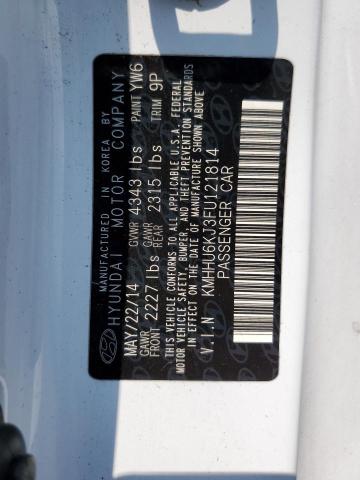 MANUFACTURED IN KOREA BY
HYUNDAI MOTOR COMPANY
MAY/22/14 GVWR 4343 lbs PAINT YW6
GAWR FRONT 2227 lbs GAWR REAR 2315 lbs TRIM 9P
THIS VEHICLE CONFORMS TO ALL APPLICABLE U.S.A. FEDERAL
MOTOR VEHICLE SAFETY, BUMPER, AND THEFT PREVENTION STANDARDS
IN EFFECT ON THE DATE OF MANUFACTURE SHOWN ABOVE
V.I.N KMHHU6KJ3FU121814
PASSENGER CAR